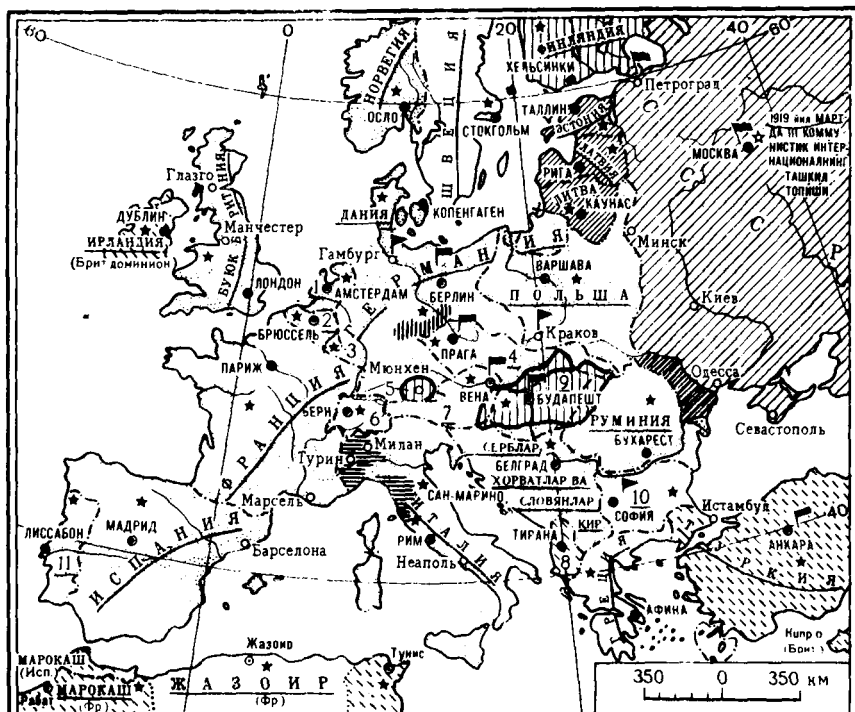 60
0
20
40
60
НОРВЕГИЯ
ОСЛО
ШВЕЦИЯ
СТОКГОЛЬМ
ФИНЛЯНДИЯ
ХЕЛЬСИНКИ
Петроград
ТАЛЛИН
ЭСТОНИЯ
С
МОСКВА
1919 йил МАРТ-
ДА III КОММУ
НИСТИК ИНТЕР-
НАЦИОНАЛНИНГ
ТАШКИЛ
ТОПИШИ
РИГА
ЛАТВИЯ
ЛИТВА
КАУНАС
С
Минск
С
Р
Глазго
БУЮК БРИТАНИЯ
ДУБЛИН
ИРЛАНДИЯ
(Брит доминион)
Манчестер
ЛОНДОН
ДАНИЯ
КОПЕНГАГЕН
Гамбург
ГЕРМАНИЯ
1
АМСТЕРДАМ
БЕРЛИН
ВАРШАВА
ПОЛЬША
Киев
БРЮССЕЛЬ
2
3
ПРАГА
Краков
ПАРИЖ
Мюнхен
4
ВЕНА
9
БУДАПЕШТ
Одесса
ФРАНЦИЯ
5
БЕРН
6
7
РУМИНИЯ
БУХАРЕСТ
Севастополь
Милан
Турин
СЕРБЛАР
БЕЛГРАД
ХОРВАТЛАР ВА
СЛОВЯНЛАР
КИР
Марсель
САН-МАРИНО
10
СОФИЯ
Истамбул
40
ЛИССАБОН
МАДРИД
ИСПАНИЯ
11
Барселона
ИТАЛИЯ
РИМ
Неаполь
ТИРАНА
8
ГРЕЦИЯ
ТУРКИЯ
АНКАРА
АФИНА
Кипр
(Брит)
МАРОКАШ
(Исп)
МАРОКАШ
(Фр)
Рабат
Жазоир
ЖАЗОИР
(Фр)
Тунис
350 0 350 км